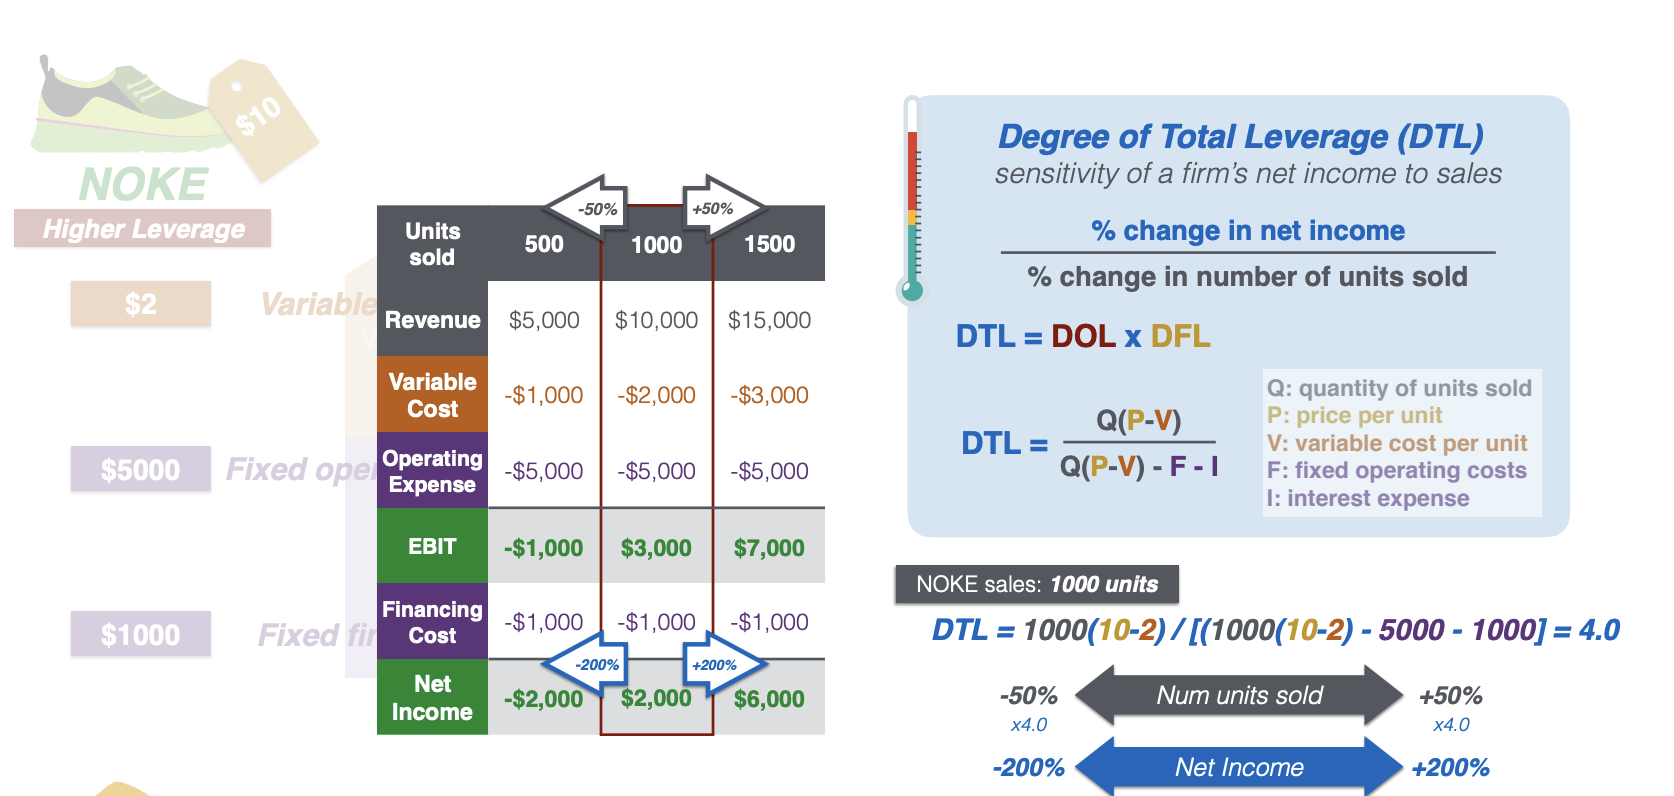 $10
NOKE
Higher Leverage
$2
Variable
$5000
Fixed oper
$1000
Fixed fin
-50%
+50%
Units sold 500 1000 1500
Revenue $5,000 $10,000 $15,000
Variable Cost -$1,000 -$2,000 -$3,000
Operating Expense -$5,000 -$5,000 -$5,000
EBIT -$1,000 $3,000 $7,000
Financing Cost -$1,000 -$1,000 -$1,000
-200%
+200%
Net Income -$2,000 $2,000 $6,000
Degree of Total Leverage (DTL)
sensitivity of a firm's net income to sales
% change in net income
% change in number of units sold
DTL = DOL x DFL
DTL =
Q(P-V)
Q(P-V) - F - I
Q: quantity of units sold
P: price per unit
V: variable cost per unit
F: fixed operating costs
I: interest expense
NOKE sales: 1000 units
DTL = 1000(10-2) / [(1000(10-2) - 5000 - 1000] = 4.0
-50% Num units sold +50%
x4.0 x4.0
-200% Net Income +200%